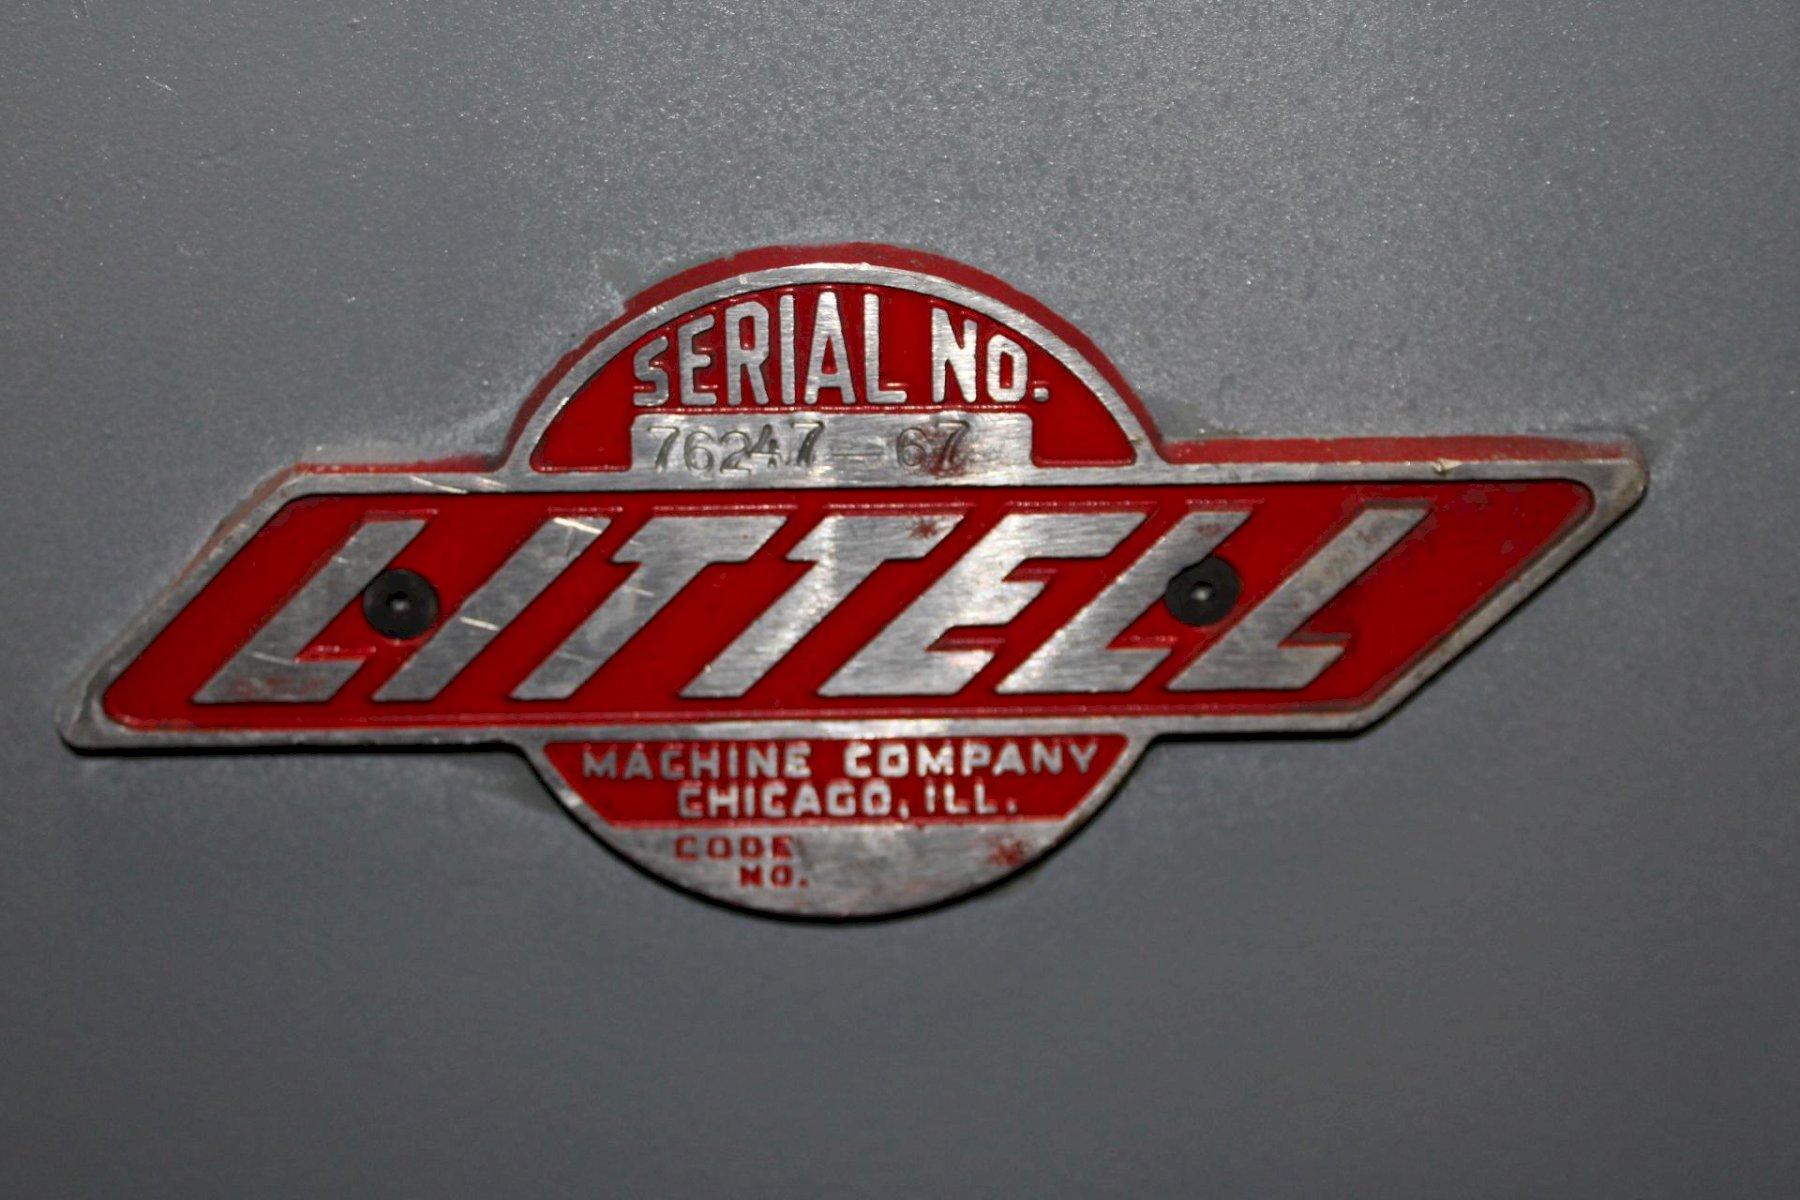 SERIAL NO.
76247-67
LITTELL
MACHINE COMPANY
CHICAGO, ILL.
CODE
NO.